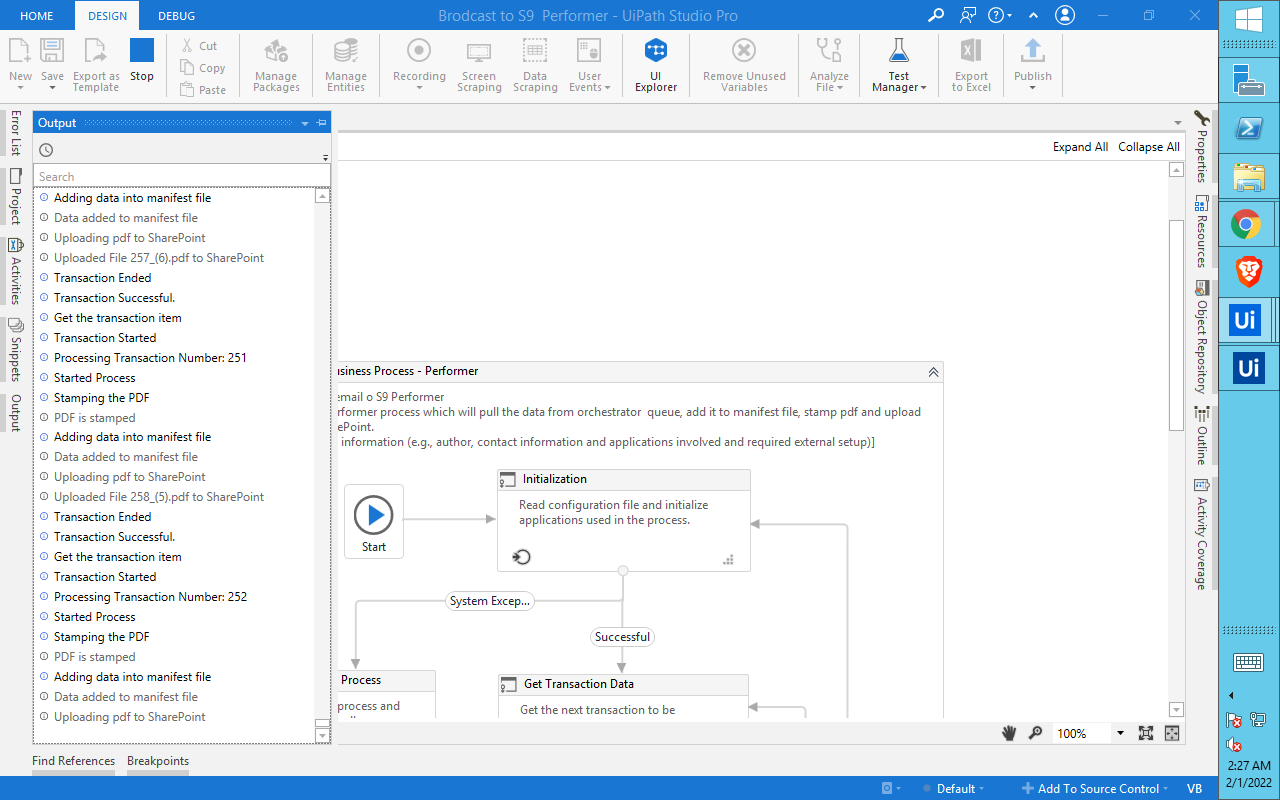 HOME DESIGN DEBUG Brodcast to S9 Performer - UiPath Studio Pro
New Save Export as Template Stop
Cut
Copy
Paste
Manage Packages
Manage Entities
Recording
Screen Scraping
Data Scraping
User Events
UI Explorer
Remove Unused Variables
Analyze File
Test Manager
Export to Excel
Publish
Error List
Project
Activities
Snippets
Output
Output
Search
Adding data into manifest file
Data added to manifest file
Uploading pdf to SharePoint
Uploaded File 257_(6).pdf to SharePoint
Transaction Ended
Transaction Successful.
Get the transaction item
Transaction Started
Processing Transaction Number: 251
Started Process
Stamping the PDF
PDF is stamped
Adding data into manifest file
Data added to manifest file
Uploading pdf to SharePoint
Uploaded File 258_(5).pdf to SharePoint
Transaction Ended
Transaction Successful.
Get the transaction item
Transaction Started
Processing Transaction Number: 252
Started Process
Stamping the PDF
PDF is stamped
Adding data into manifest file
Data added to manifest file
Uploading pdf to SharePoint
Find References Breakpoints
Expand All Collapse All
usiness Process - Performer
email o S9 Performer
rformer process which will pull the data from orchestrator queue, add it to manifest file, stamp pdf and upload
ePoint.
information (e.g., author, contact information and applications involved and required external setup)]
Start
Initialization
Read configuration file and initialize
applications used in the process.
System Excep...
Successful
Process
process and
Get Transaction Data
Get the next transaction to be
100%
Properties
Resources
Object Repository
Outline
Activity Coverage
Default Add To Source Control VB
Ui
Ui
2:27 AM
2/1/2022